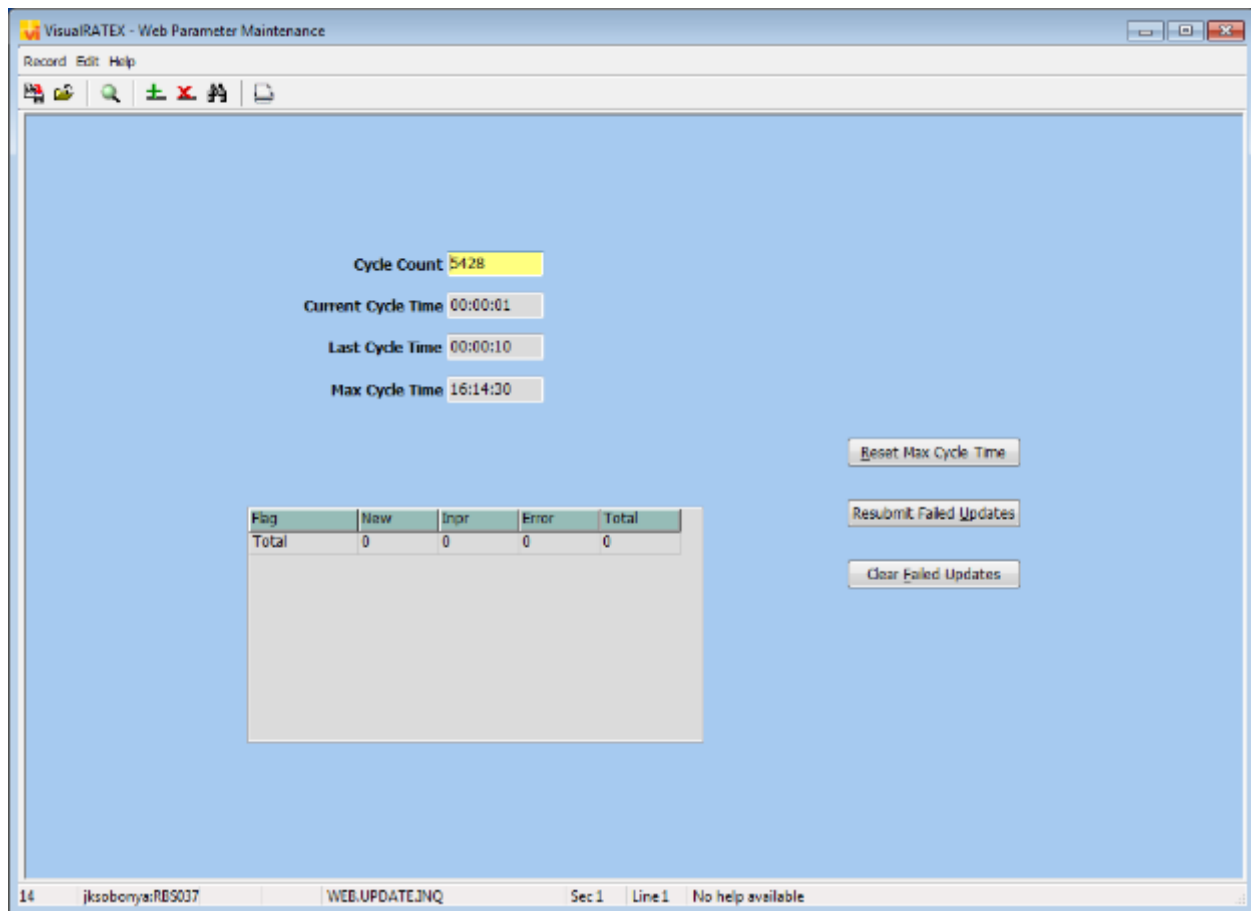 VisualRATEX - Web Parameter Maintenance
Record Edit Help
Cycle Count 5428
Current Cycle Time 00:00:01
Last Cycle Time 00:00:10
Max Cycle Time 16:14:30
Reset Max Cycle Time
Flag New Inpr Error Total
Total 0 0 0 0
Resubmit Failed Updates
Clear Failed Updates
14 jksobonya:RBS037 WEB.UPDATE.INQ Sec 1 Line 1 No help available